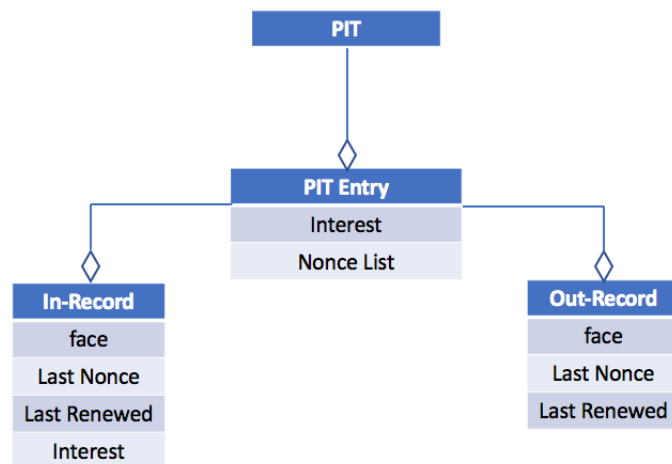 PIT
PIT Entry
Interest
Nonce List
In-Record
face
Last Nonce
Last Renewed
Interest
Out-Record
face
Last Nonce
Last Renewed